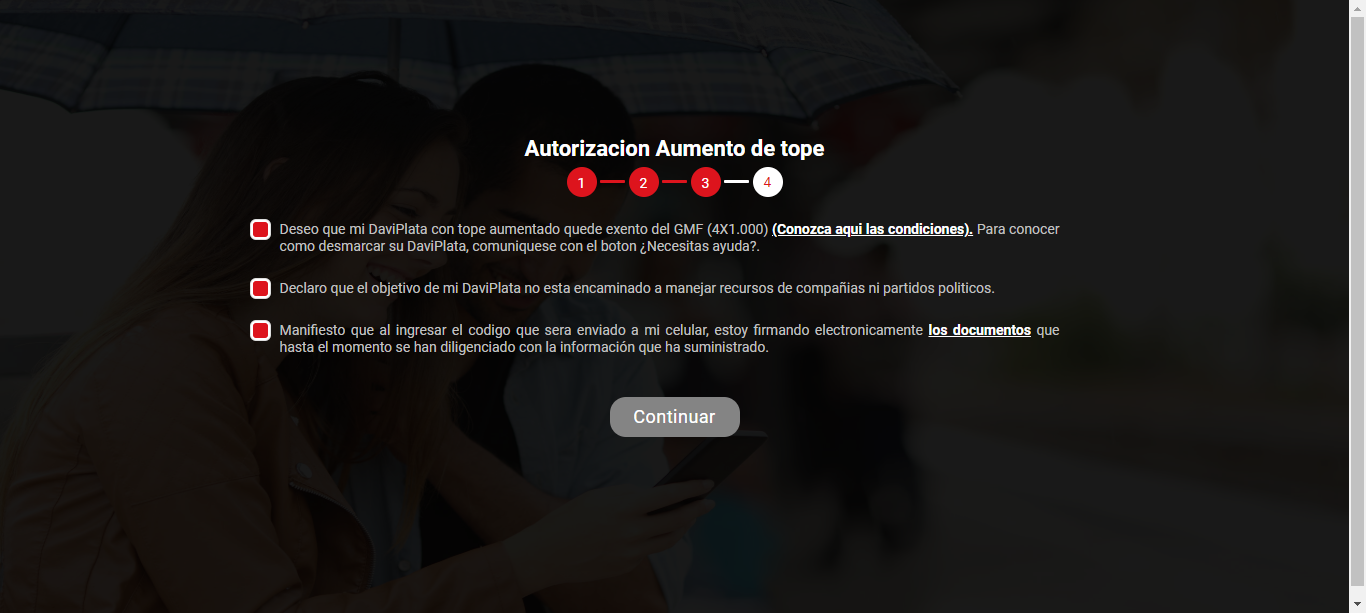 Autorizacion Aumento de tope
1 2 3 4
Deseo que mi DaviPlata con tope aumentado quede exento del GMF (4X1.000) (Conozca aqui las condiciones). Para conocer
como desmarcar su DaviPlata, comuniquese con el boton ¿Necesitas ayuda?.
Declaro que el objetivo de mi DaviPlata no esta encaminado a manejar recursos de compañias ni partidos politicos.
Manifiesto que al ingresar el codigo que sera enviado a mi celular, estoy firmando electronicamente los documentos que
hasta el momento se han diligenciado con la información que ha suministrado.
Continuar